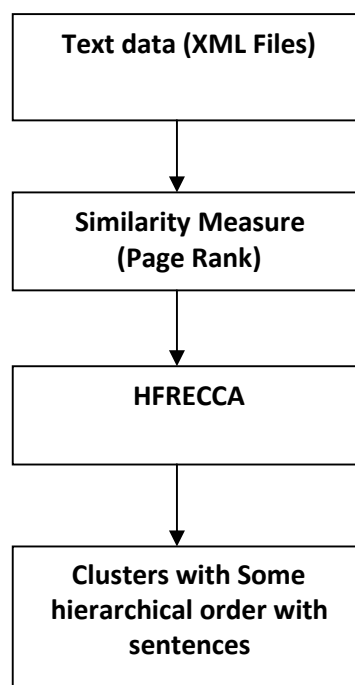 Text data (XML Files)
Similarity Measure
(Page Rank)
HFRECCA
Clusters with Some
hierarchical order with
sentences